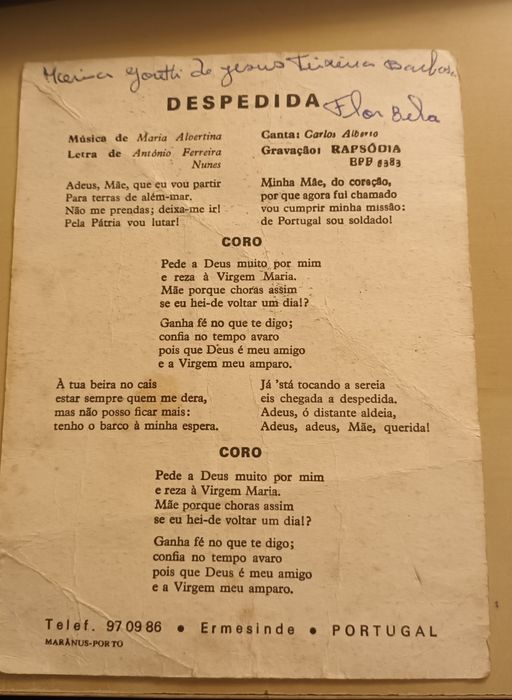 Marina Goutti de Jesus Teixeira Barbosa
Flor Bela
DESPEDIDA
Música de Maria Albertina
Letra de António Ferreira
Nunes
Canta: Carlos Alberto
Gravação: RAPSÓDIA
EPD 6383
Adeus, Mãe, que eu vou partir
Para terras de além-mar.
Não me prendas; deixa-me ir!
Pela Pátria vou lutar!
Minha Mãe, do coração,
por que agora fui chamado
vou cumprir minha missão:
de Portugal sou soldado!
CORO
Pede a Deus muito por mim
e reza à Virgem Maria.
Mãe porque choras assim
se eu hei-de voltar um dia!?
Ganha fé no que te digo;
confia no tempo avaro
pois que Deus é meu amigo
e a Virgem meu amparo.
À tua beira no cais
estar sempre quem me dera,
mas não posso ficar mais:
tenho o barco à minha espera.
Já 'stá tocando a sereia
eis chegada a despedida.
Adeus, ó distante aldeia,
Adeus, adeus, Mãe, querida!
CORO
Pede a Deus muito por mim
e reza à Virgem Maria.
Mãe porque choras assim
se eu hei-de voltar um dia!?
Ganha fé no que te digo;
confia no tempo avaro
pois que Deus é meu amigo
e a Virgem meu amparo.
Telef. 97 09 86 • Ermesinde • PORTUGAL
MARÂNUS-PORTO